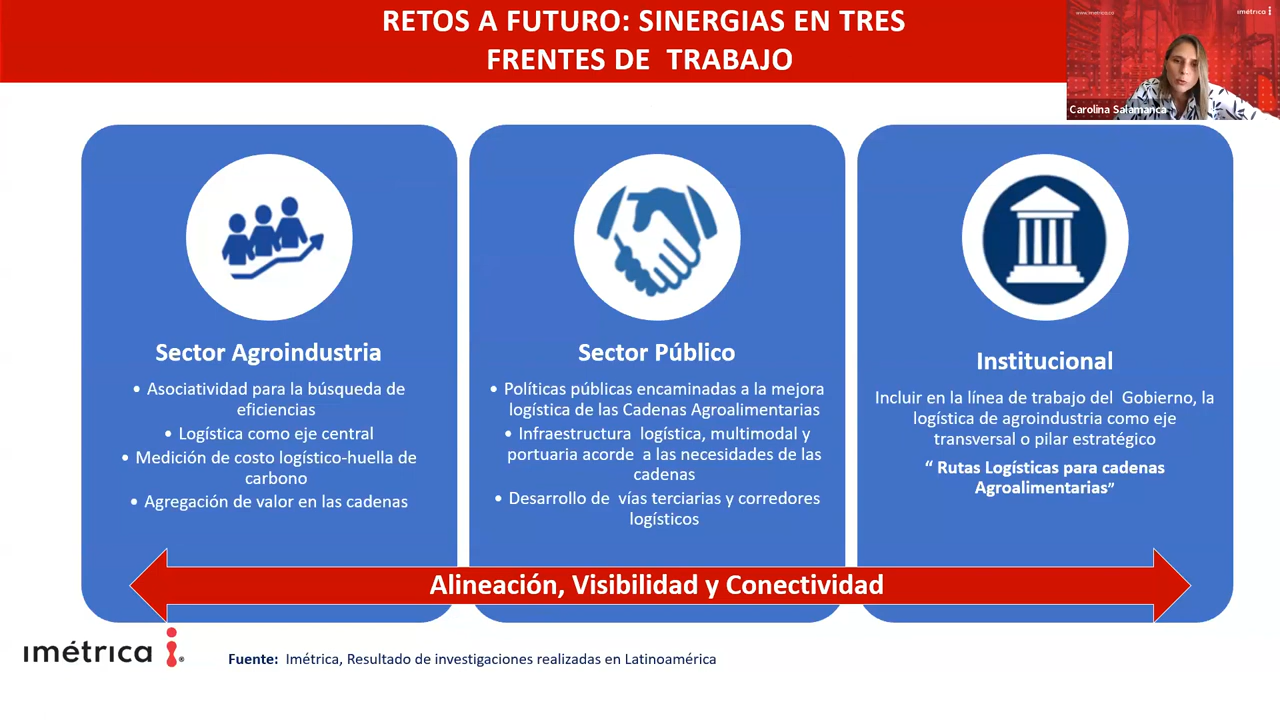 RETOS A FUTURO: SINERGIAS EN TRES
FRENTES DE TRABAJO
www.imetrica.co
imétrica
Carolina Salamanca
Sector Agroindustria
• Asociatividad para la búsqueda de
eficiencias
• Logística como eje central
• Medición de costo logístico-huella de
carbono
• Agregación de valor en las cadenas
Sector Público
• Políticas públicas encaminadas a la mejora
logística de las Cadenas Agroalimentarias
• Infraestructura logística, multimodal y
portuaria acorde a las necesidades de las
cadenas
• Desarrollo de vías terciarias y corredores
logísticos
Institucional
Incluir en la línea de trabajo del Gobierno, la
logística de agroindustria como eje
transversal o pilar estratégico
“ Rutas Logísticas para cadenas
Agroalimentarias”
Alineación, Visibilidad y Conectividad
ımétrıca ®
Fuente: Imétrica, Resultado de investigaciones realizadas en Latinoamérica